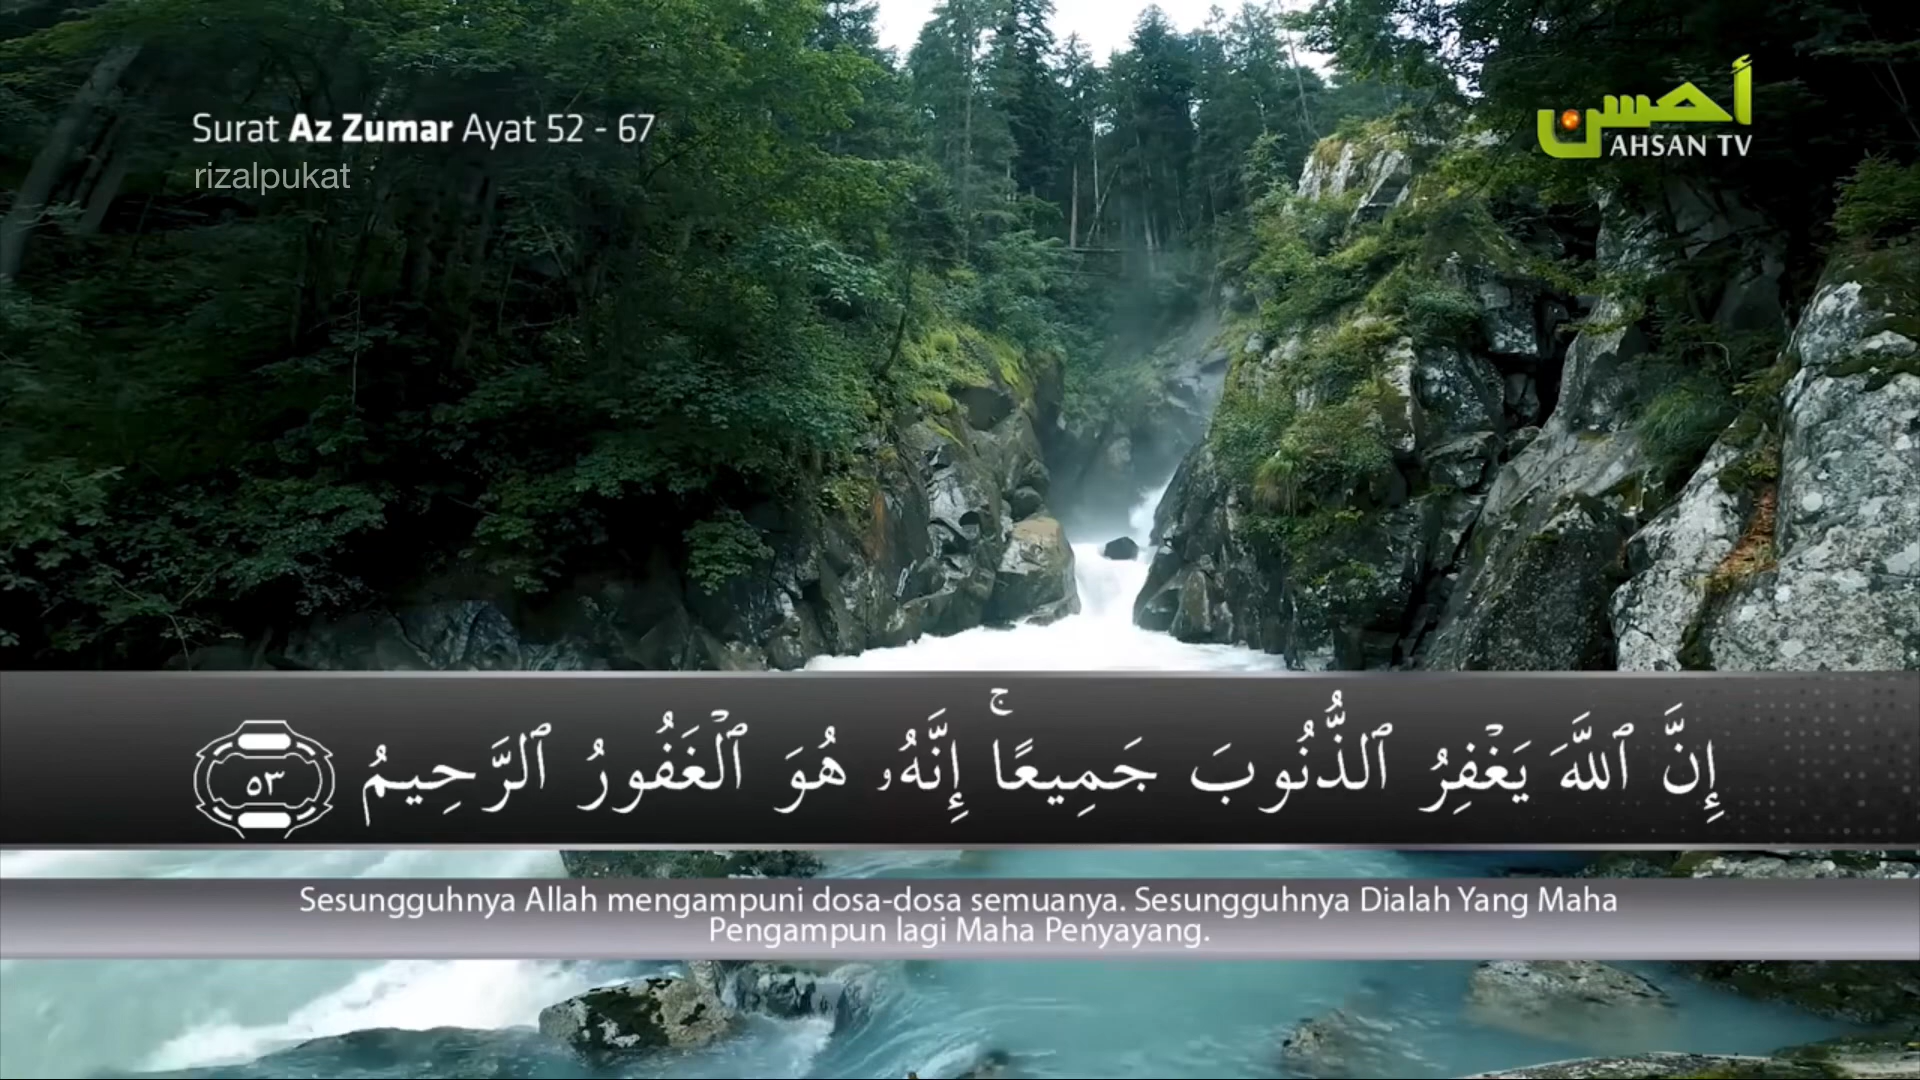 Surat Az Zumar Ayat 52 - 67
rizalpukat
أحسن
AHSAN TV
إِنَّ ٱللَّهَ يَغْفِرُ ٱلذُّنُوبَ جَمِيعًا ۚ إِنَّهُۥ هُوَ ٱلْغَفُورُ ٱلرَّحِيمُ ٥٣
Sesungguhnya Allah mengampuni dosa-dosa semuanya. Sesungguhnya Dialah Yang Maha
Pengampun lagi Maha Penyayang.